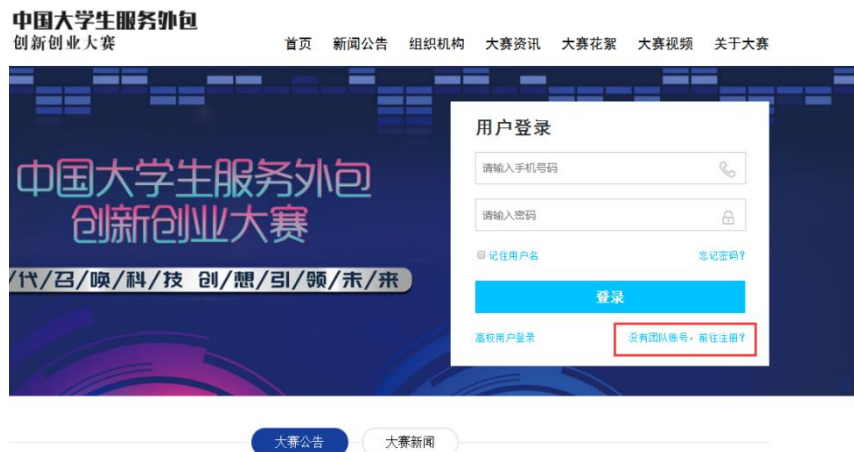 中国大学生服务外包
创新创业大赛
首页 新闻公告 组织机构 大赛资讯 大赛花絮 大赛视频 关于大赛
中国大学生服务外包
创新创业大赛
/代/召/唤/科/技 创/想/引/领/未/来
用户登录
请输入手机号码
请输入密码
记住用户名 忘记密码?
登录
高校用户登录 没有团队账号，前往注册?
大赛公告 大赛新闻